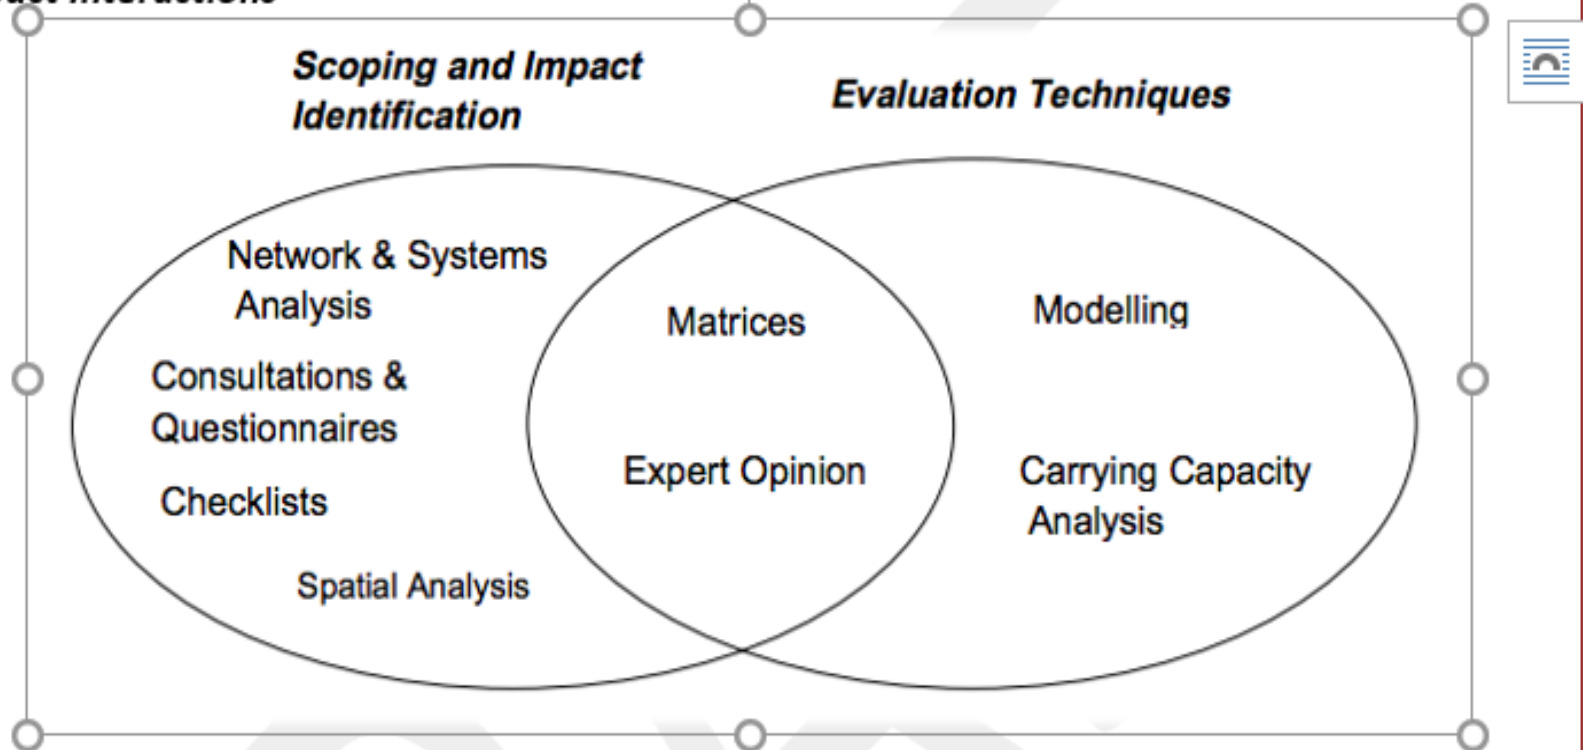 Interactions
Scoping and Impact
Identification
Evaluation Techniques
Network & Systems
Analysis
Consultations &
Questionnaires
Checklists
Spatial Analysis
Matrices
Expert Opinion
Modelling
Carrying Capacity
Analysis